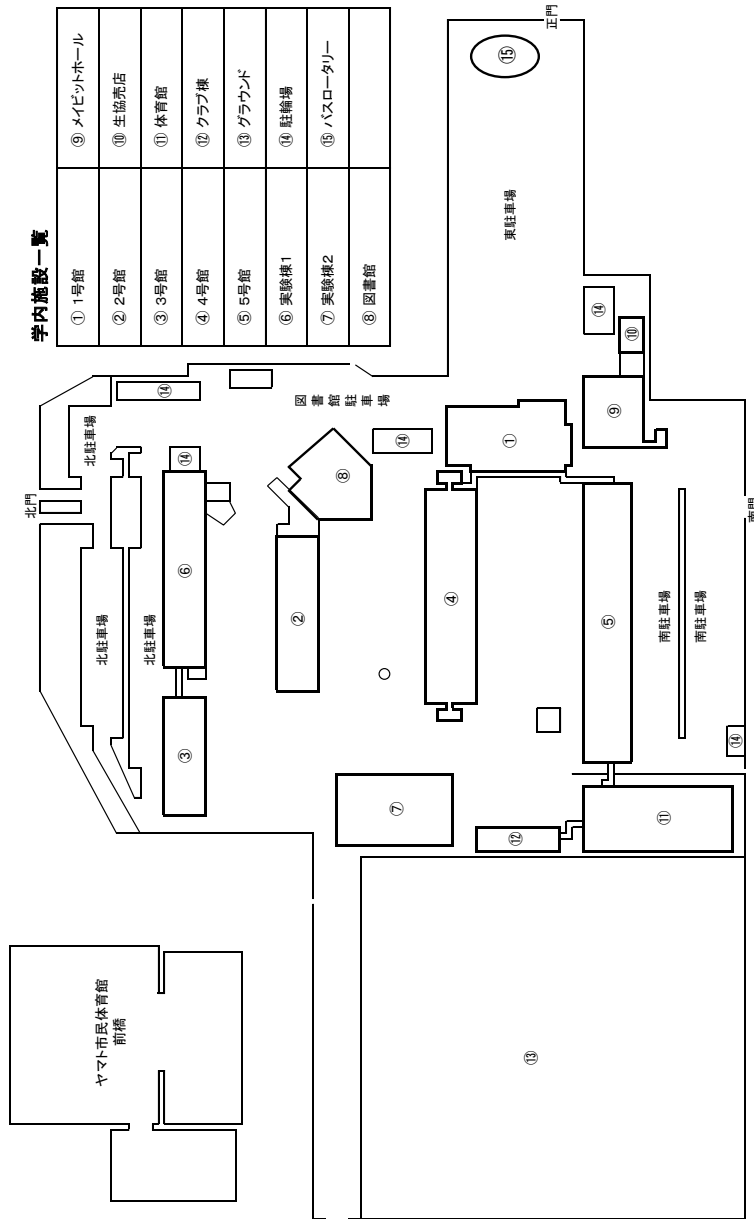 学内施設一覧
① 1号館
⑨ メイビットホール
② 2号館
⑩ 生協売店
③ 3号館
⑪ 体育館
④ 4号館
⑫ クラブ棟
⑤ 5号館
⑬ グラウンド
⑥ 実験棟1
⑭ 駐輪場
⑦ 実験棟2
⑮ バスロータリー
⑧ 図書館
ヤマト市民体育館
前橋
北門
北駐車場
北駐車場
北駐車場
図書館駐車場
東駐車場
正門
南駐車場
南駐車場
南門
①
②
③
④
⑤
⑥
⑦
⑧
⑨
⑩
⑪
⑫
⑬
⑭
⑭
⑭
⑭
⑭
⑮